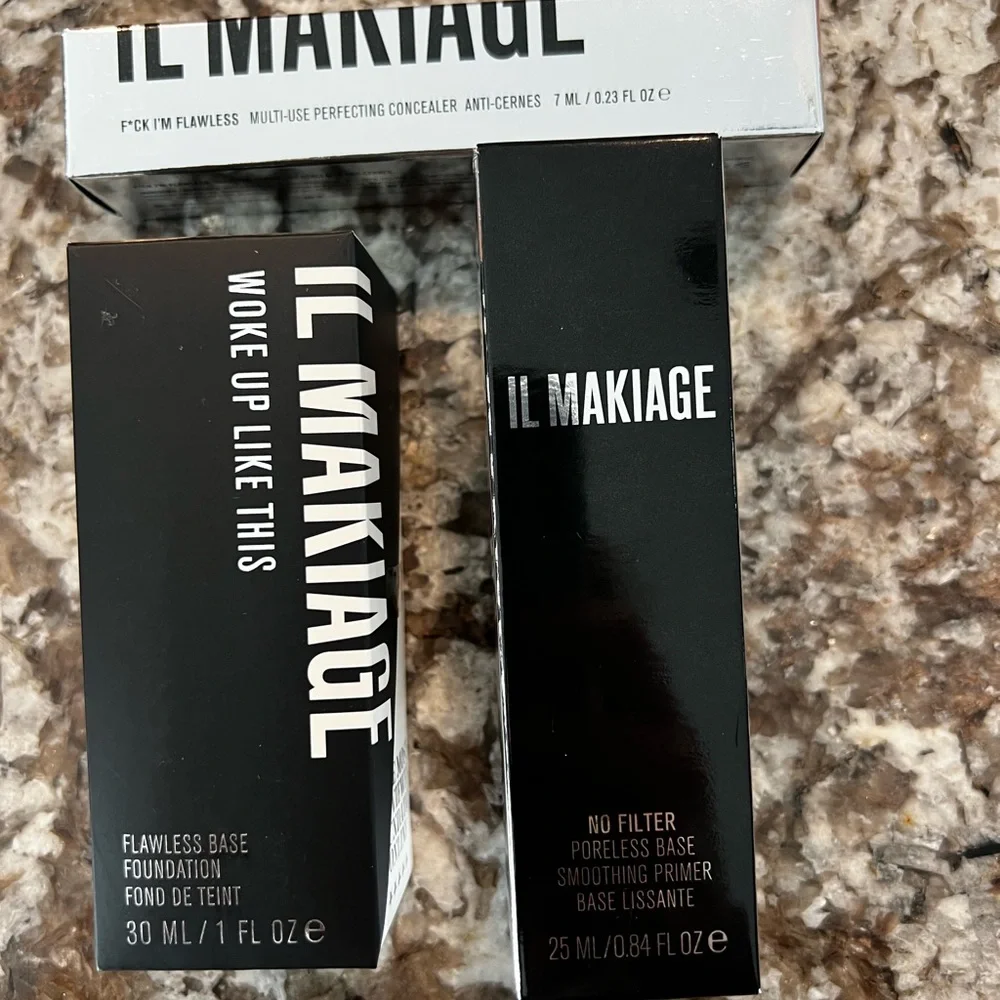 IL MAKIAGE
F*CK I'M FLAWLESS MULTI-USE PERFECTING CONCEALER ANTI-CERNES 7 ML / 0.23 FL OZ ℮
IL MAKIAGE
WOKE UP LIKE THIS
FLAWLESS BASE
FOUNDATION
FOND DE TEINT
30 ML / 1 FL OZ ℮
IL MAKIAGE
NO FILTER
PORELESS BASE
SMOOTHING PRIMER
BASE LISSANTE
25 ML/0.84 FL OZ ℮